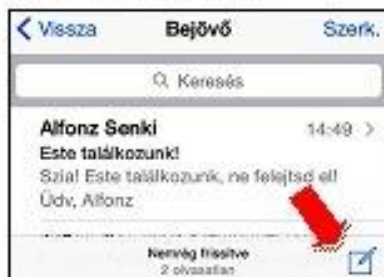 Vissza Bejövő Szerk.
Keresés
Alfonz Senki 14:49
Este találkozunk!
Szia! Este találkozunk, ne felejtsd el!
Üdv, Alfonz
Nemrég frissítve
2 olvasatlan